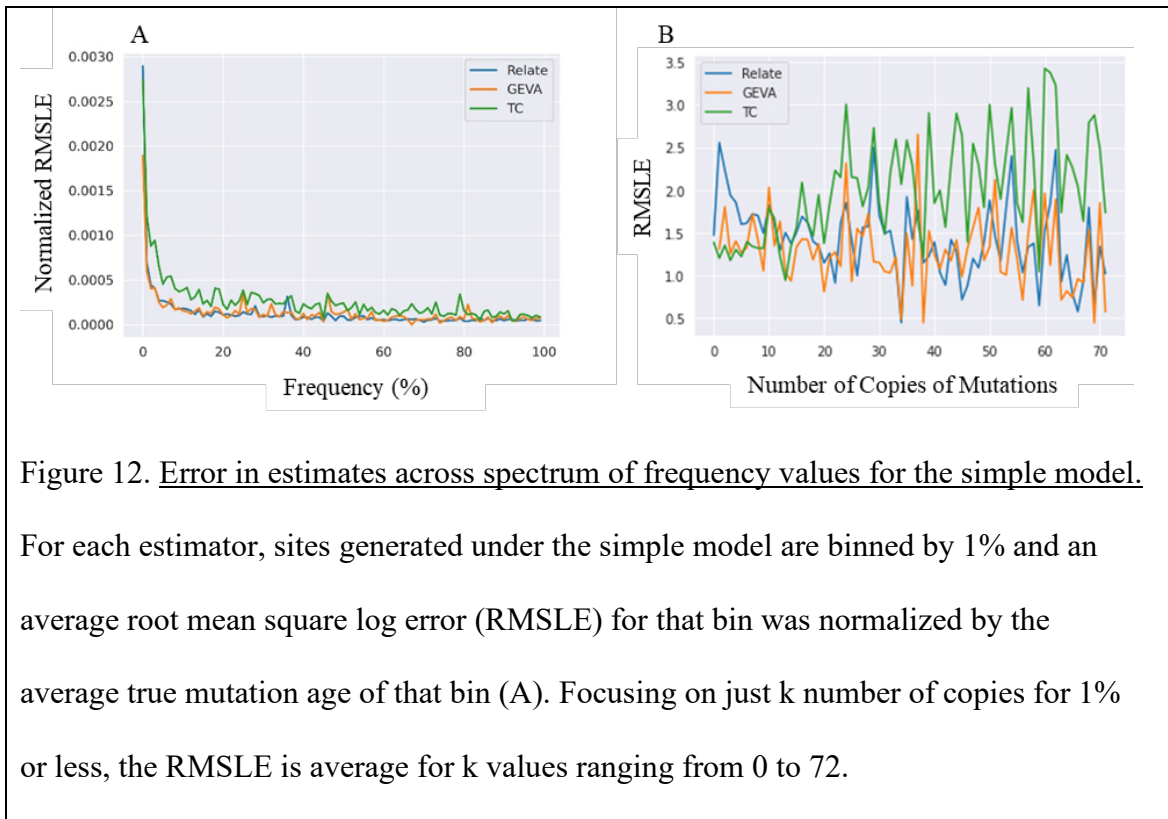 A
B
0.0030
0.0025
0.0020
0.0015
0.0010
0.0005
0.0000
Normalized RMSLE
Relate
GEVA
TC
0 20 40 60 80 100
Frequency (%)
3.5
3.0
2.5
2.0
1.5
1.0
0.5
RMSLE
Relate
GEVA
TC
0 10 20 30 40 50 60 70
Number of Copies of Mutations
Figure 12. Error in estimates across spectrum of frequency values for the simple model.
For each estimator, sites generated under the simple model are binned by 1% and an
average root mean square log error (RMSLE) for that bin was normalized by the
average true mutation age of that bin (A). Focusing on just k number of copies for 1%
or less, the RMSLE is average for k values ranging from 0 to 72.